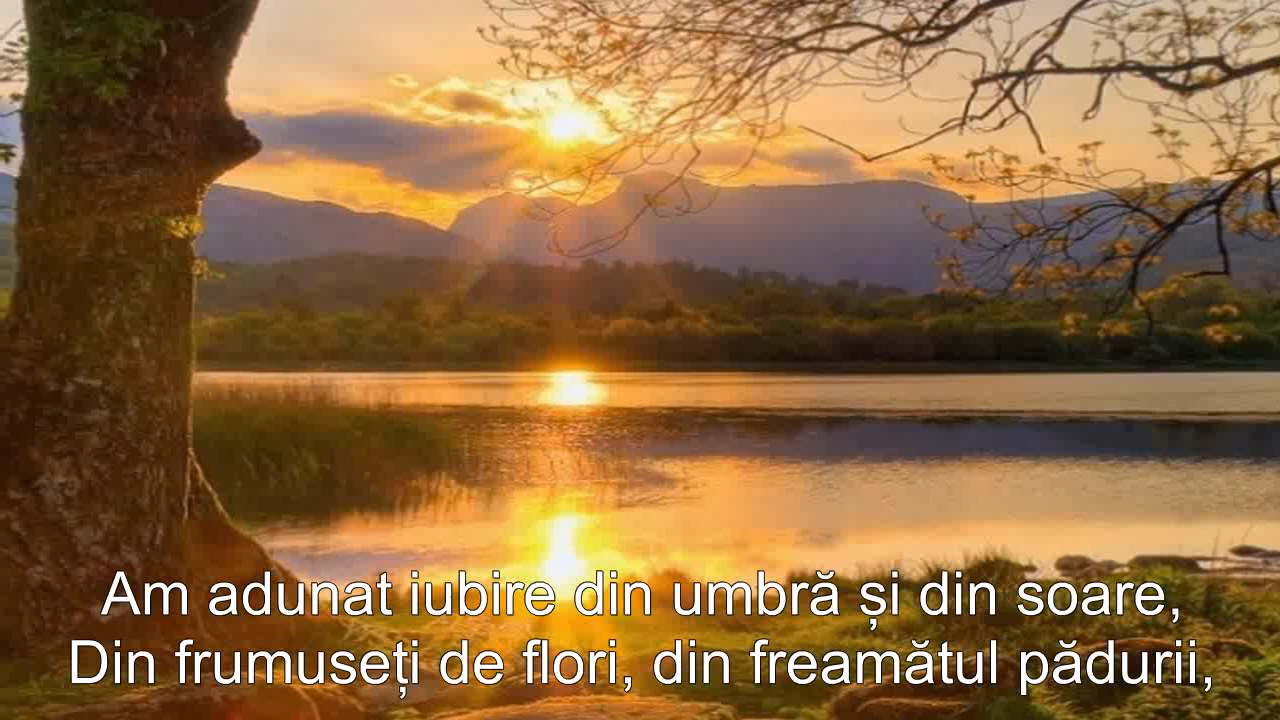 Am adunat iubire din umbră și din soare,
Din frumuseți de flori, din freamătul pădurii,